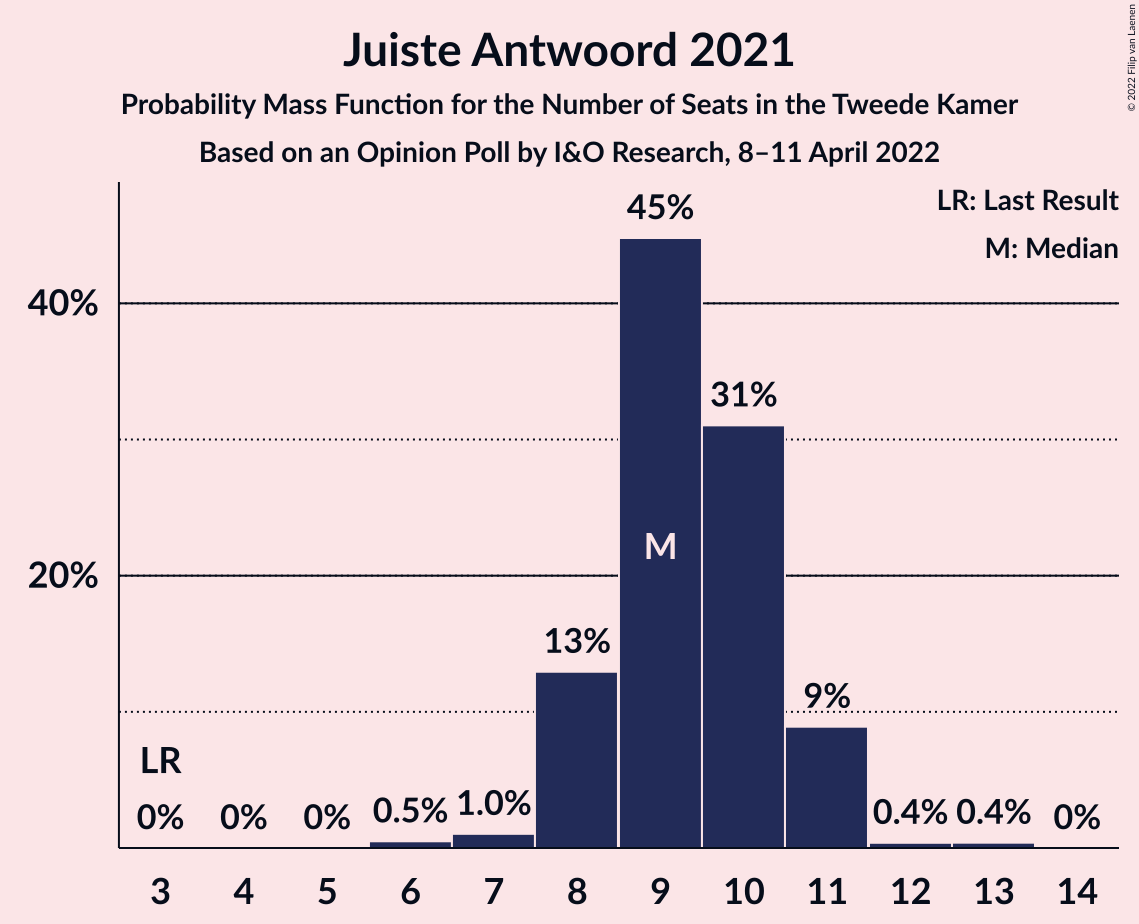 Juiste Antwoord 2021
Probability Mass Function for the Number of Seats in the Tweede Kamer
Based on an Opinion Poll by I&O Research, 8–11 April 2022
© 2022 Filip van Laenen
LR: Last Result
M: Median
45%
40%
31%
M
20%
13%
9%
LR
0% 0% 0% 0.5% 1.0% 0.4% 0.4% 0%
3 4 5 6 7 8 9 10 11 12 13 14